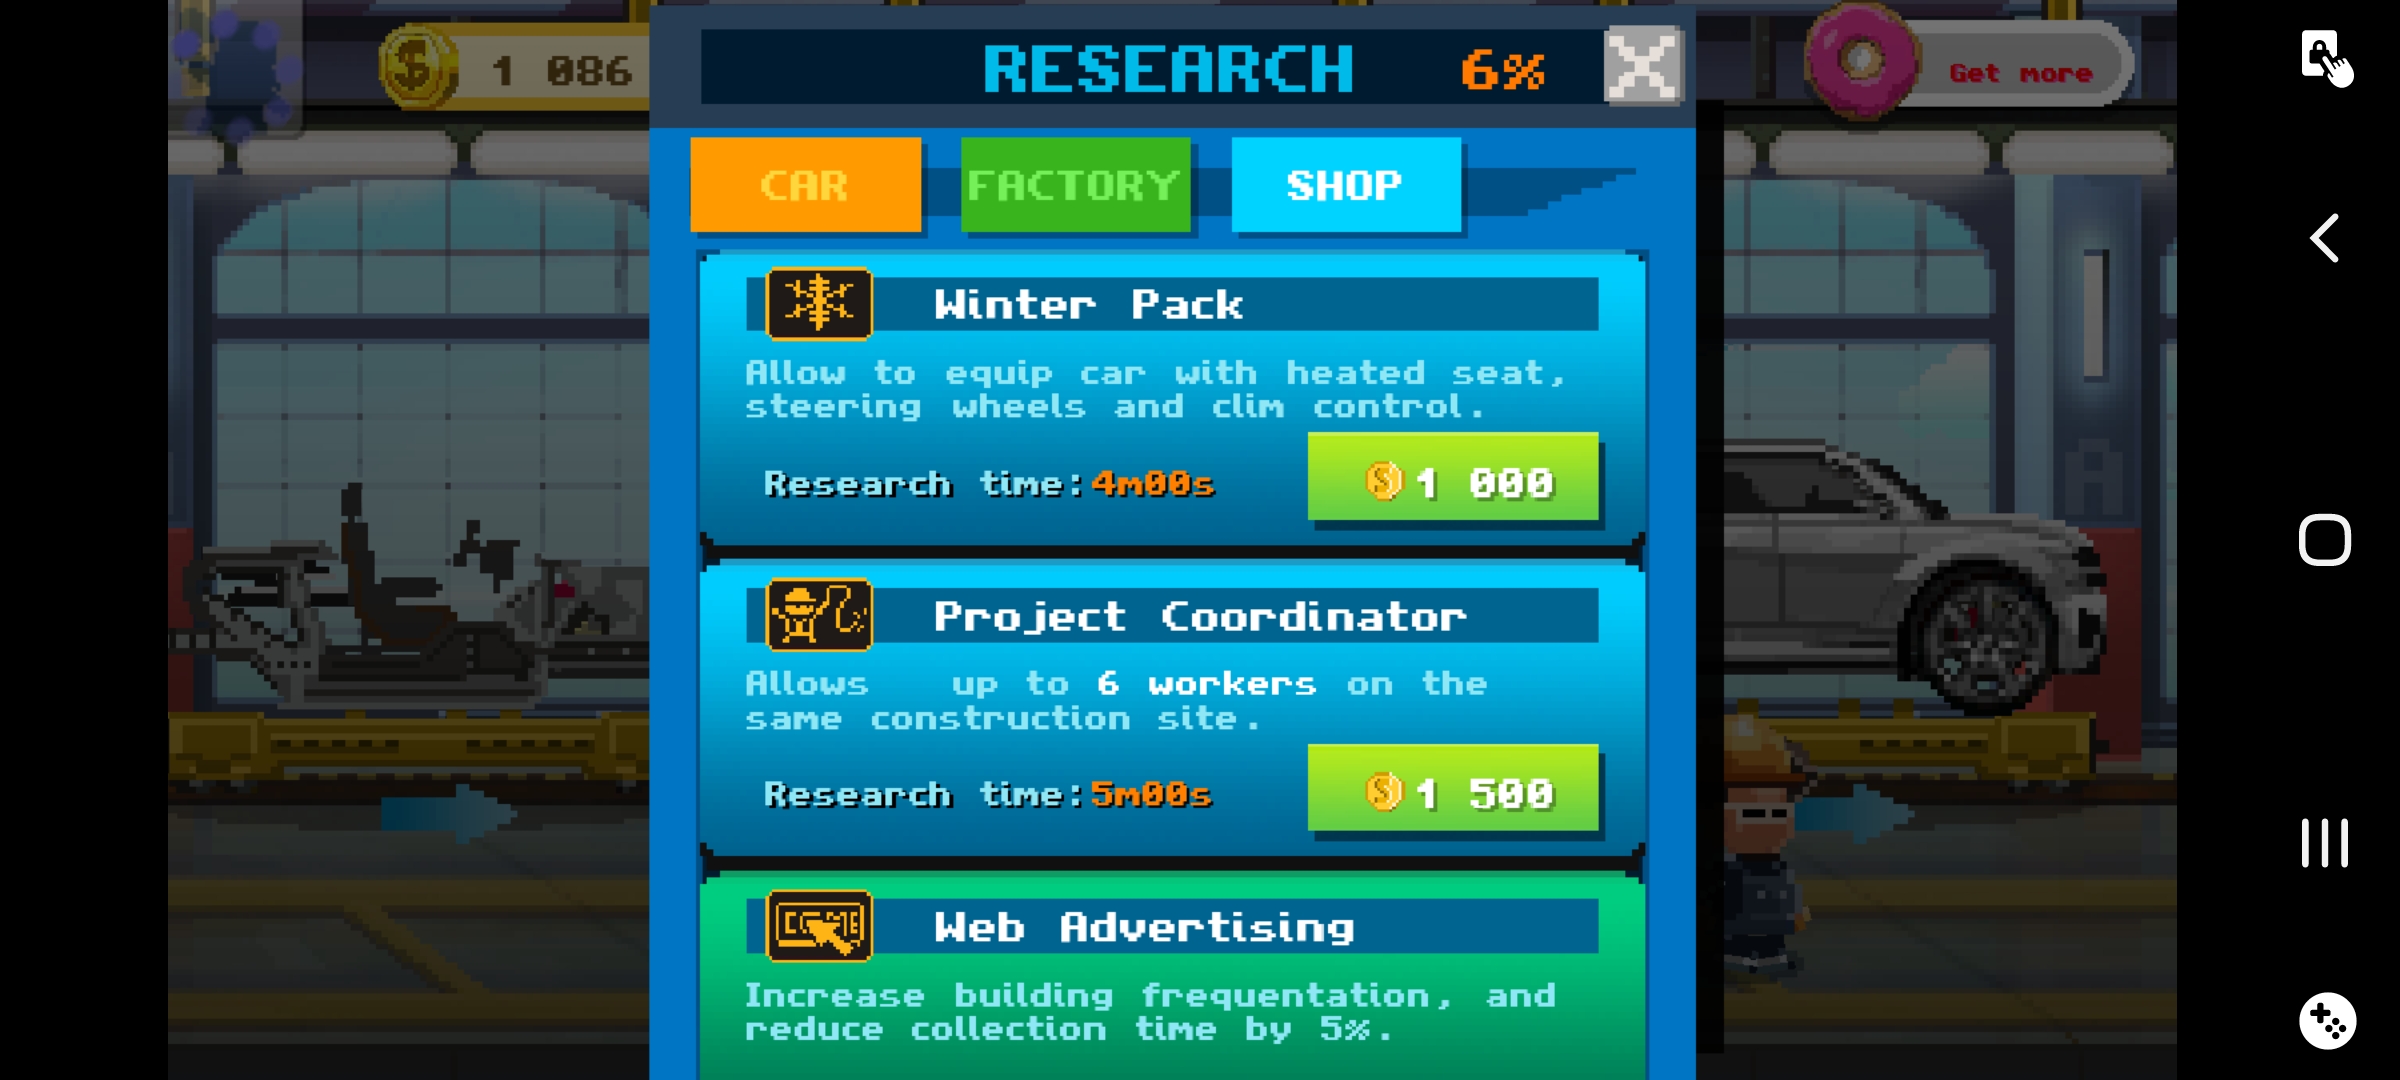 1 086
RESEARCH 6%
Get more
CAR FACTORY SHOP
Winter Pack
Allow to equip car with heated seat,
steering wheels and clim control.
Research time:4m00s 1 000
Project Coordinator
Allows up to 6 workers on the
same construction site.
Research time:5m00s 1 500
Web Advertising
Increase building frequentation, and
reduce collection time by 5%.